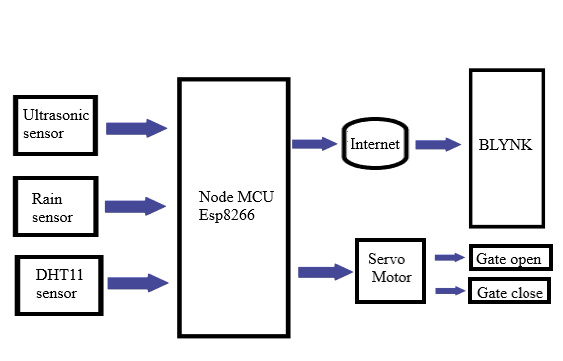 Ultrasonic
sensor
Rain
sensor
DHT11
sensor
Node MCU
Esp8266
Internet
BLYNK
Servo
Motor
Gate open
Gate close